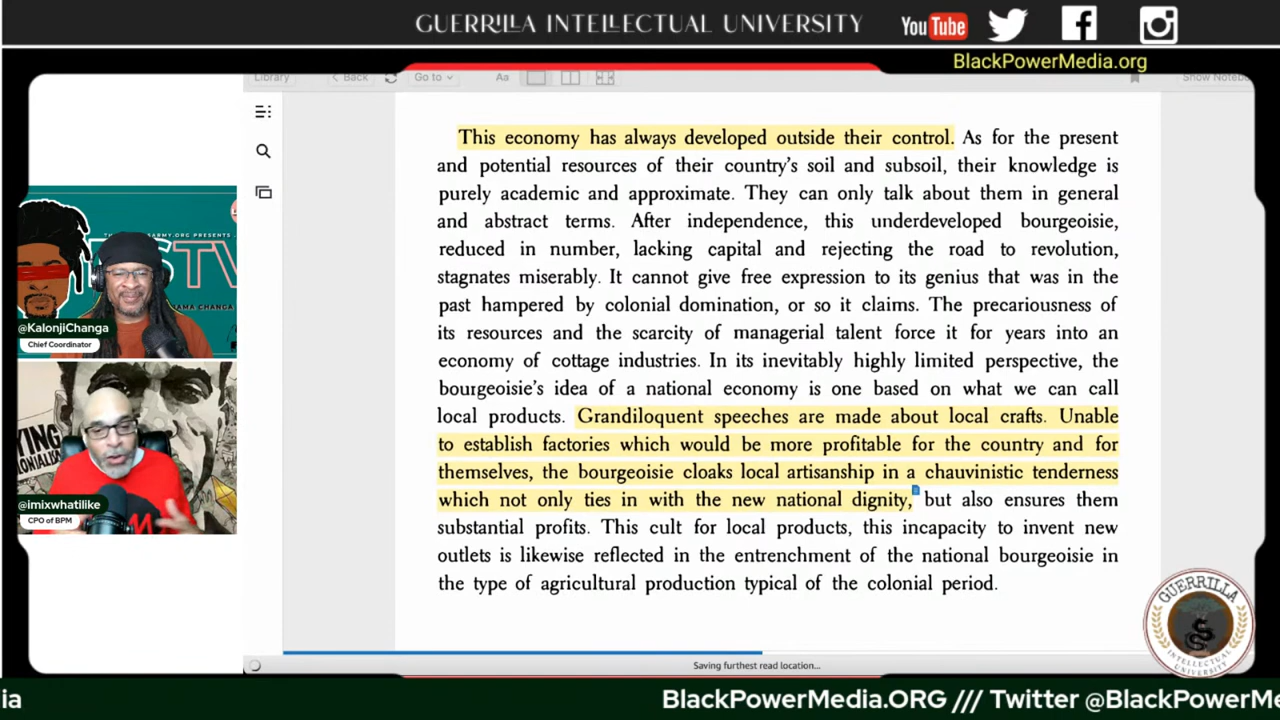 GUERRILLA INTELLECTUAL UNIVERSITY
YouTube
BlackPowerMedia.org
Library
Back
Go to
Aa
This economy has always developed outside their control. As for the present
and potential resources of their country's soil and subsoil, their knowledge is
purely academic and approximate. They can only talk about them in general
and abstract terms. After independence, this underdeveloped bourgeoisie,
reduced in number, lacking capital and rejecting the road to revolution,
stagnates miserably. It cannot give free expression to its genius that was in the
past hampered by colonial domination, or so it claims. The precariousness of
its resources and the scarcity of managerial talent force it for years into an
economy of cottage industries. In its inevitably highly limited perspective, the
bourgeoisie's idea of a national economy is one based on what we can call
local products. Grandiloquent speeches are made about local crafts. Unable
to establish factories which would be more profitable for the country and for
themselves, the bourgeoisie cloaks local artisanship in a chauvinistic tenderness
which not only ties in with the new national dignity, but also ensures them
substantial profits. This cult for local products, this incapacity to invent new
outlets is likewise reflected in the entrenchment of the national bourgeoisie in
the type of agricultural production typical of the colonial period.
Saving furthest read location...
@KalonjiChanga
Chief Coordinator
@imixwhatilike
CPO of BPM
GUERRILLA
INTELLECTUAL
UNIVERSITY
ia
BlackPowerMedia.ORG /// Twitter @BlackPowerMe